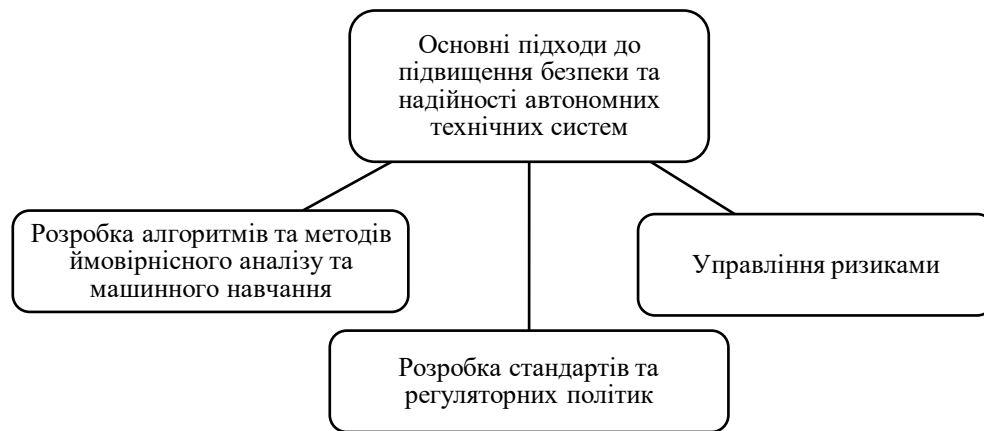 Основні підходи до
підвищення безпеки та
надійності автономних
технічних систем
Розробка алгоритмів та методів
ймовірнісного аналізу та
машинного навчання
Управління ризиками
Розробка стандартів та
регуляторних політик